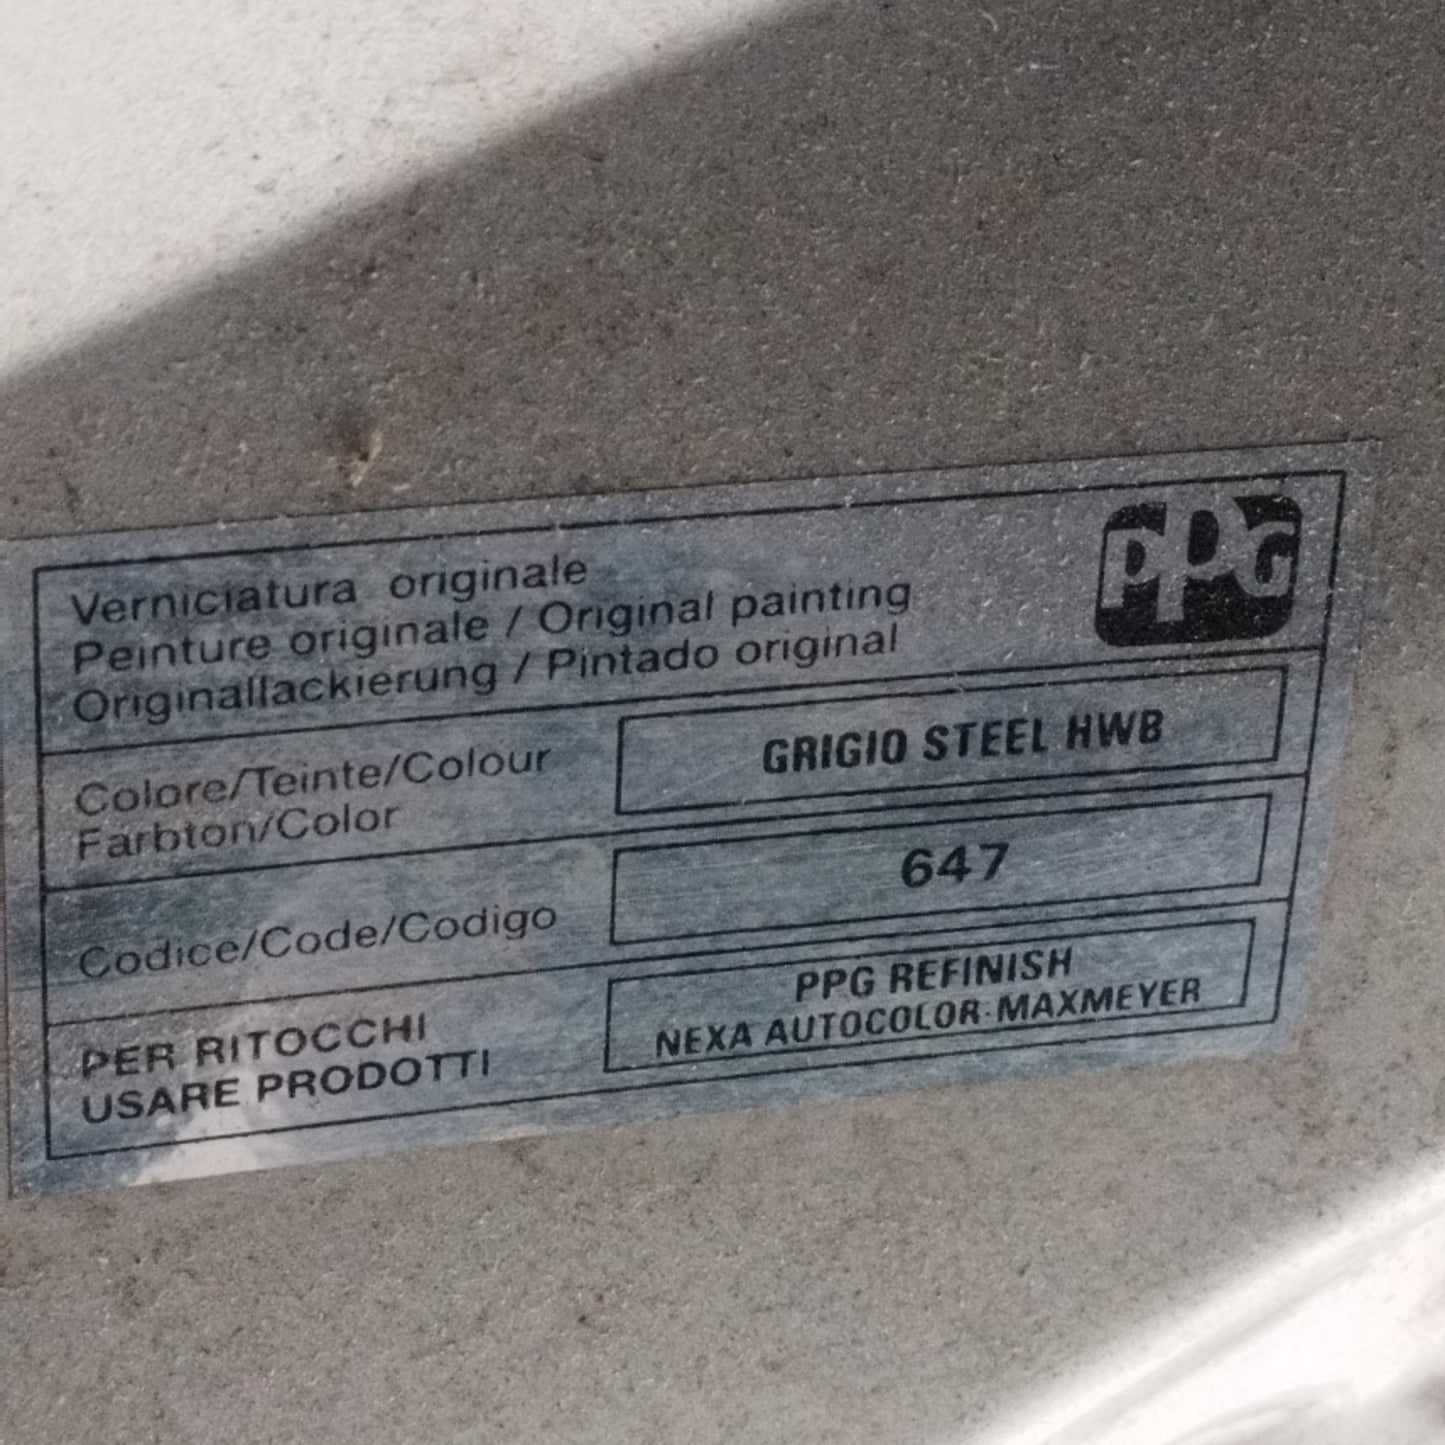 Verniciatura originale
Peinture originale / Original painting
Originallackierung / Pintado original
PPG
Colore/Teinte/Colour
Farbton/Color
GRIGIO STEEL HWB
Codice/Code/Codigo
647
PER RITOCCHI
USARE PRODOTTI
PPG REFINISH
NEXA AUTOCOLOR-MAXMEYER